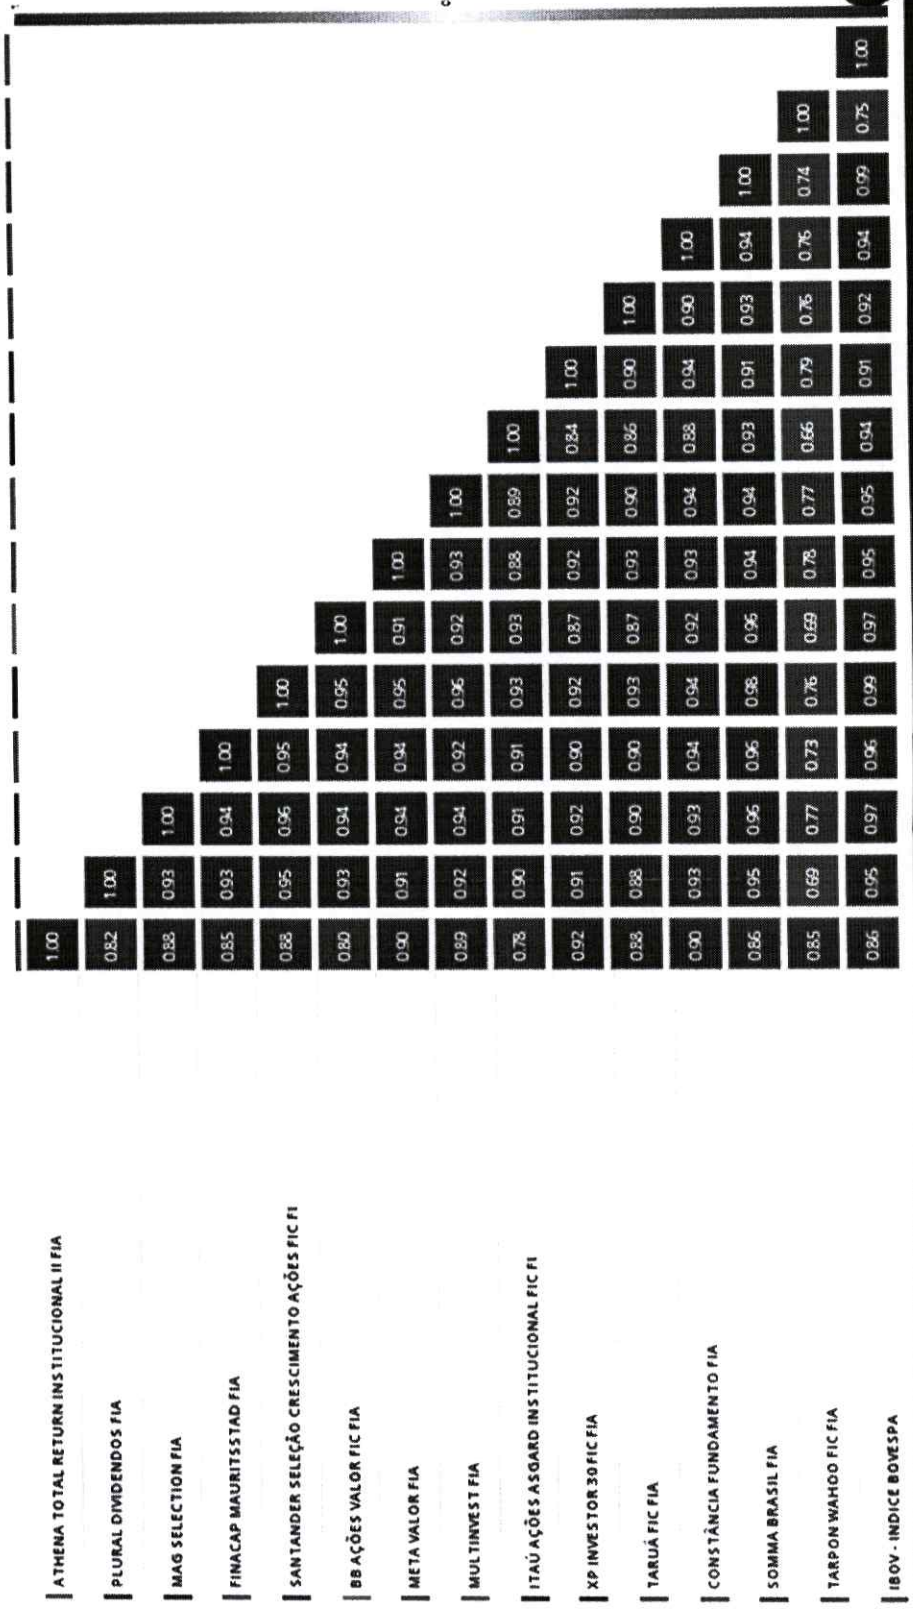 ATHENA TOTAL RETURN INSTITUCIONAL II FIA 1.00
PLURAL DIVIDENDOS FIA 0.82 1.00
MAG SELECTION FIA 0.88 0.93 1.00
FINACAP MAURITSSTAD FIA 0.85 0.93 0.94 1.00
SANTANDER SELEÇÃO CRESCIMENTO AÇÕES FIC FI 0.88 0.95 0.96 0.95 1.00
BB AÇÕES VALOR FIC FIA 0.80 0.93 0.94 0.94 0.95 1.00
META VALOR FIA 0.90 0.91 0.94 0.94 0.95 0.91 1.00
MULTINVEST FIA 0.89 0.92 0.94 0.92 0.96 0.92 0.93 1.00
ITAÚ AÇÕES ASGARD INSTITUCIONAL FIC FI 0.78 0.90 0.91 0.91 0.93 0.93 0.88 0.89 1.00
XP INVESTOR 30 FIC FIA 0.92 0.91 0.92 0.90 0.92 0.87 0.92 0.92 0.84 1.00
TARUÁ FIC FIA 0.88 0.88 0.90 0.90 0.93 0.87 0.93 0.90 0.86 0.90 1.00
CONSTÂNCIA FUNDAMENTO FIA 0.90 0.93 0.93 0.94 0.94 0.92 0.93 0.94 0.88 0.94 0.90 1.00
SOMMA BRASIL FIA 0.86 0.95 0.96 0.96 0.98 0.96 0.94 0.94 0.93 0.91 0.93 0.94 1.00
TARPON WAHOO FIC FIA 0.85 0.69 0.77 0.73 0.76 0.69 0.78 0.77 0.66 0.79 0.76 0.76 0.74 1.00
IBOV - INDICE BOVESPA 0.86 0.95 0.97 0.96 0.99 0.97 0.95 0.95 0.94 0.91 0.92 0.94 0.99 0.75 1.00